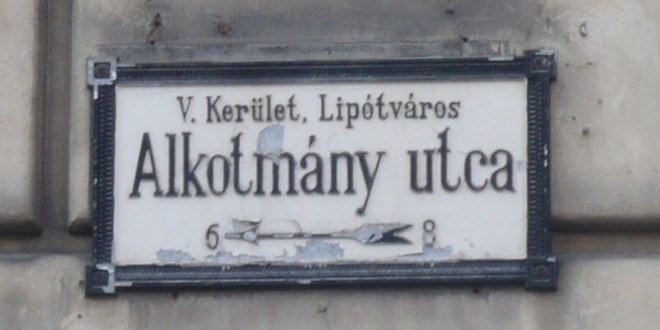 V. Kerület, Lipótváros
Alkotmány utca
6 8